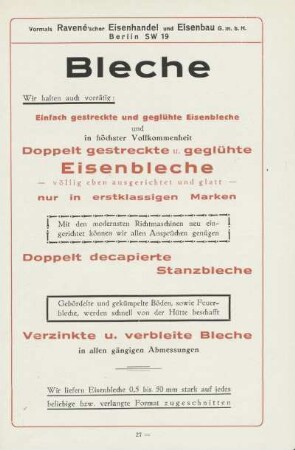 Vormals Ravené'scher Eisenhandel und Eisenbau G. m. b. H.
Berlin SW 19
Bleche
Wir halten auch vorrätig:
Einfach gestreckte und geglühte Eisenbleche
und
in höchster Vollkommenheit
Doppelt gestreckte u. geglühte
Eisenbleche
— völlig eben ausgerichtet und glatt —
nur in erstklassigen Marken
Mit den modernsten Richtmaschinen neu ein-
gerichtet können wir allen Ansprüchen genügen
Doppelt decapierte
Stanzbleche
Gebördelte und gekümpelte Böden, sowie Feuer-
bleche, werden schnell von der Hütte beschafft
Verzinkte u. verbleite Bleche
in allen gängigen Abmessungen
Wir liefern Eisenbleche 0,5 bis 50 mm stark auf jedes
beliebige bzw. verlangte Format zugeschnitten
27 —